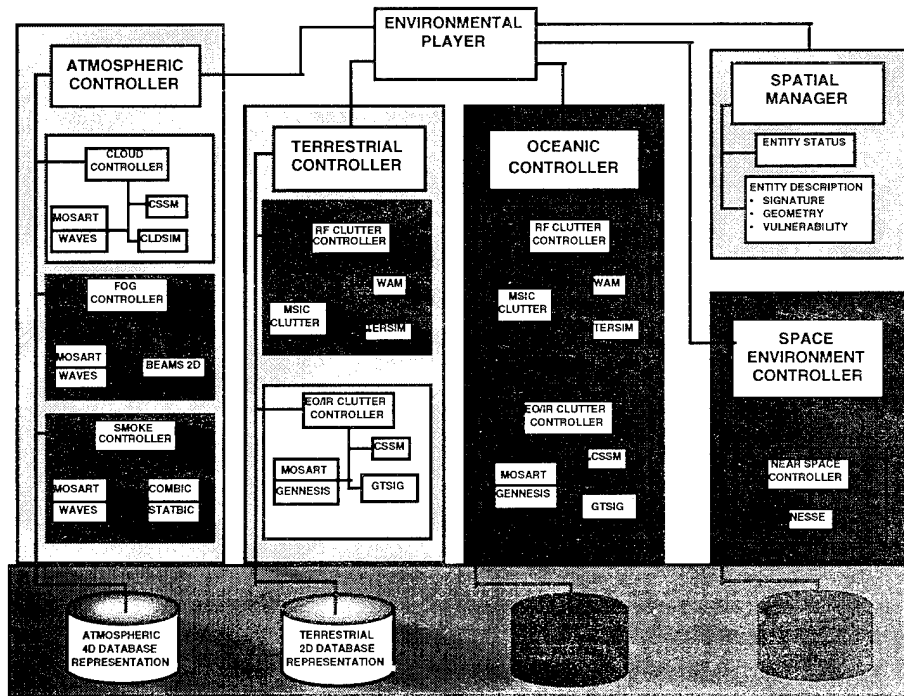 ENVIRONMENTAL
PLAYER
ATMOSPHERIC
CONTROLLER
CLOUD
CONTROLLER
CSSM
MOSART
WAVES
CLDSIM
FOG
CONTROLLER
MOSART
WAVES
BEAMS 2D
SMOKE
CONTROLLER
MOSART
WAVES
COMBIC
STATBIC
TERRESTRIAL
CONTROLLER
RF CLUTTER
CONTROLLER
WAM
MSIC
CLUTTER
TERSIM
EO/IR CLUTTER
CONTROLLER
CSSM
MOSART
GENNESIS
GTSIG
OCEANIC
CONTROLLER
RF CLUTTER
CONTROLLER
WAM
MSIC
CLUTTER
TERSIM
EO/IR CLUTTER
CONTROLLER
CSSM
MOSART
GENNESIS
GTSIG
SPATIAL
MANAGER
ENTITY STATUS
ENTITY DESCRIPTION
• SIGNATURE
• GEOMETRY
• VULNERABILITY
SPACE
ENVIRONMENT
CONTROLLER
NEAR SPACE
CONTROLLER
NESSE
ATMOSPHERIC
4D DATABASE
REPRESENTATION
TERRESTRIAL
2D DATABASE
REPRESENTATION